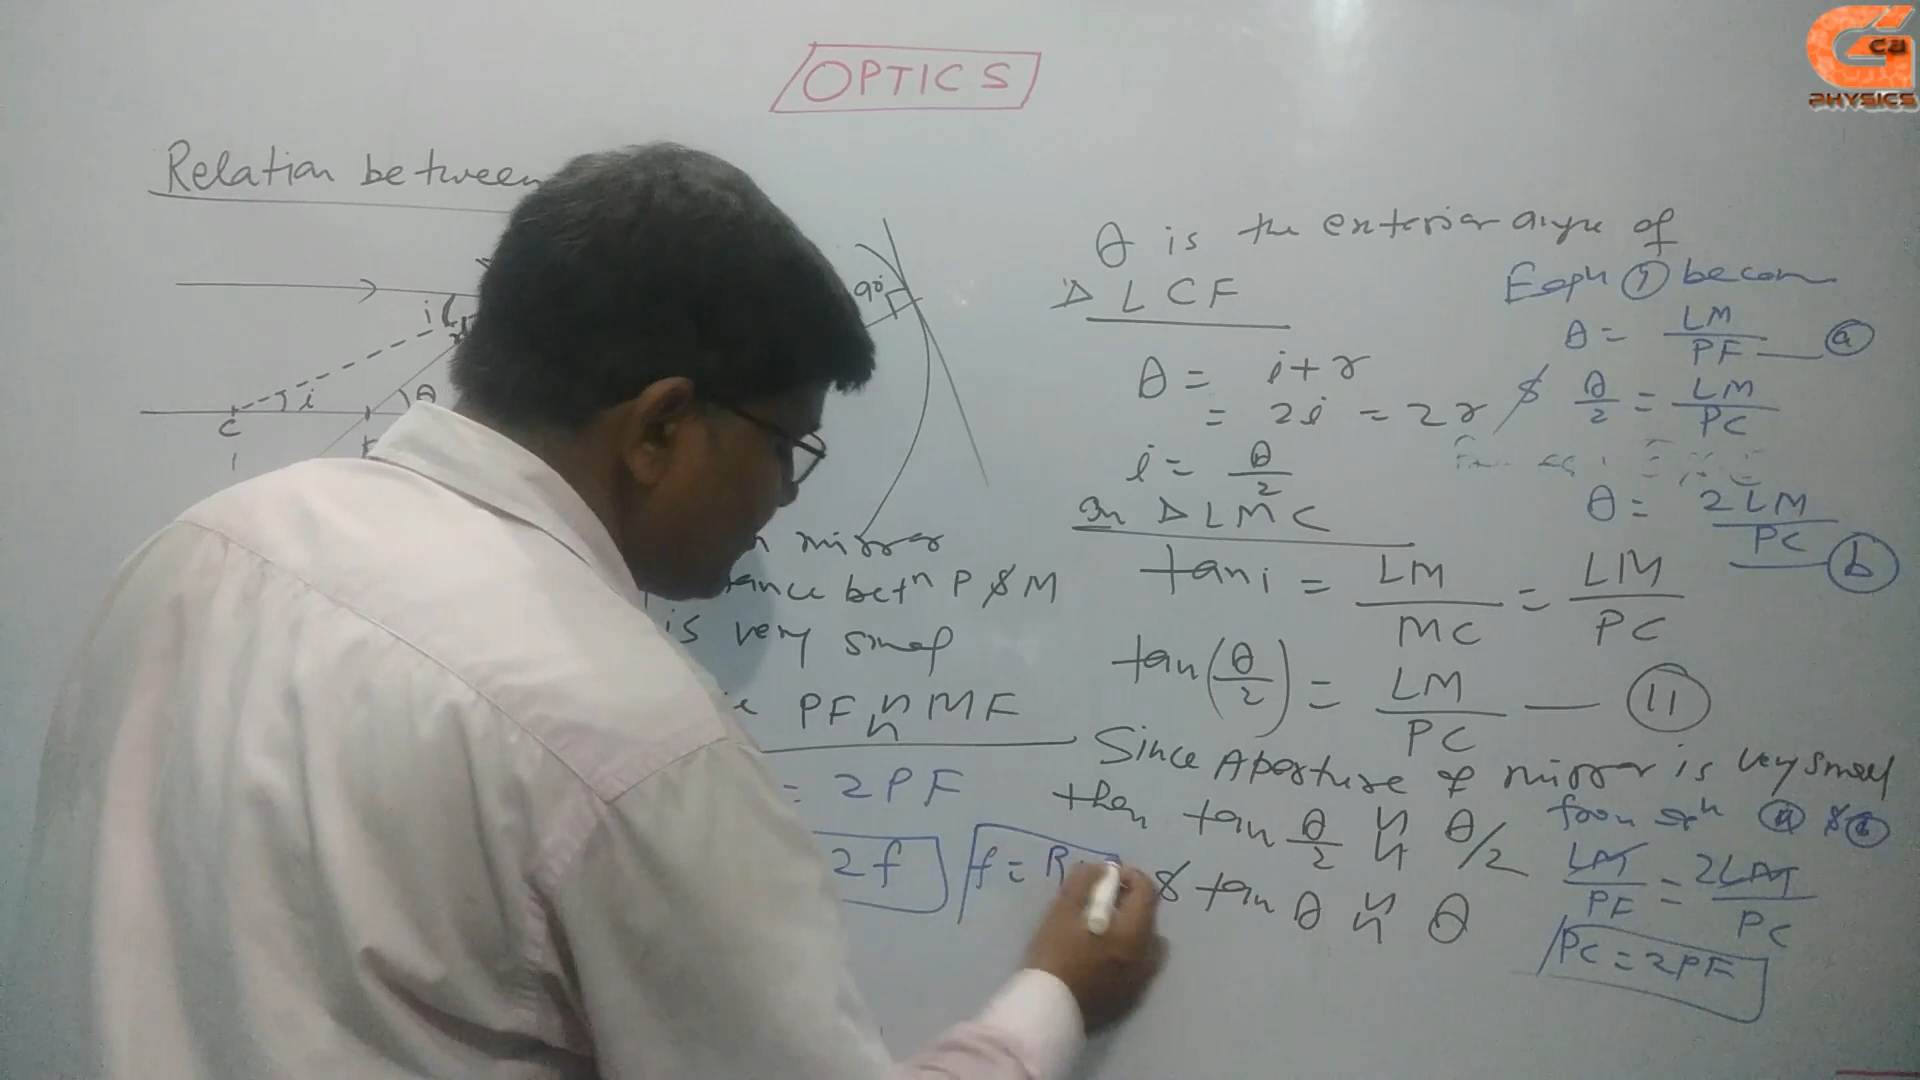 OPTICS
Relation between
i
r
i
θ
C
90°
mirror
betⁿ P & M
is very small
PF ≈ MF
= 2PF
2f
f = R
θ is the exterior angle of
Δ LCF
θ = i + r
= 2i = 2r
i = θ/2
In Δ LMC
tan i = LM/MC = LM/PC
tan(θ/2) = LM/PC — (11)
Since Aperture of mirror is very small
then tan θ/2 ≈ θ/2
& tan θ ≈ θ
Eqn (1) becom
θ = LM/PF — (a)
& θ/2 = LM/PC
θ = 2LM/PC — (b)
from eqn (a) & (b)
LM/PF = 2LM/PC
PC = 2PF
G
CEI
PHYSICS